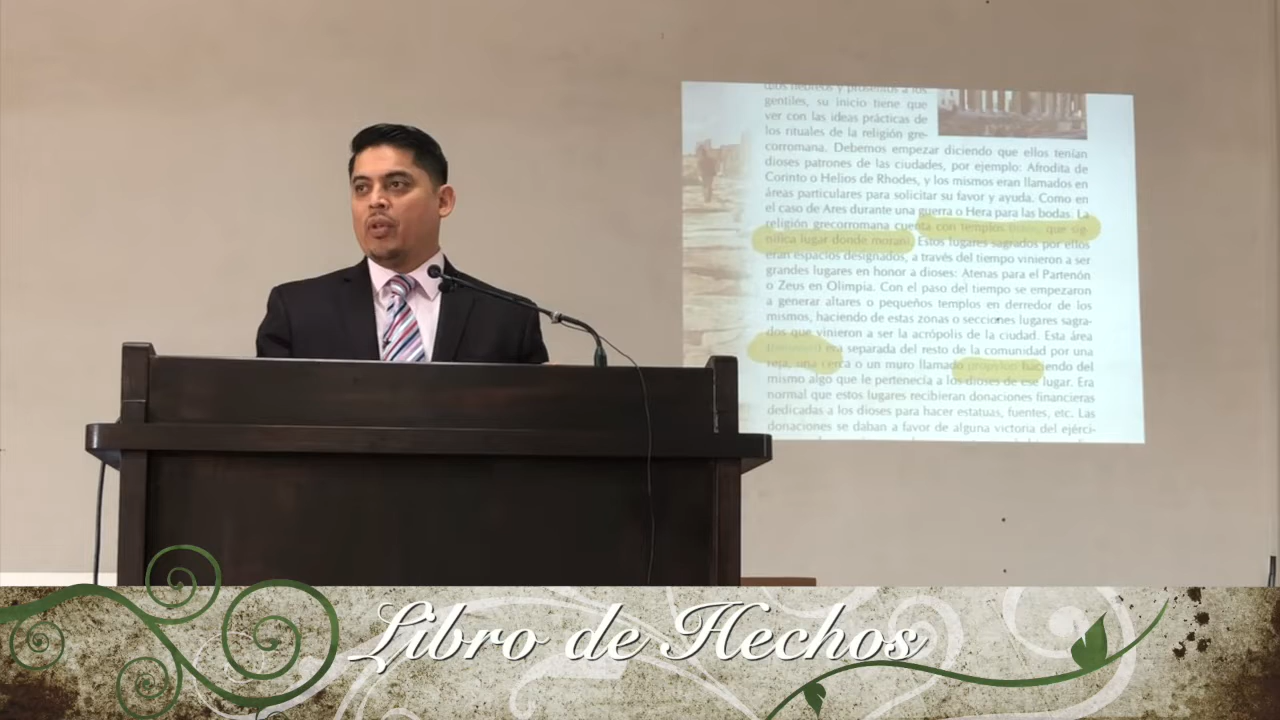 gentiles, su inicio tiene que
ver con las ideas prácticas de
los rituales de la religión gre-
corromana. Debemos empezar diciendo que ellos tenían
dioses patrones de las ciudades, por ejemplo: Afrodita de
Corinto o Helios de Rhodes, y los mismos eran llamados en
áreas particulares para solicitar su favor y ayuda. Como en
el caso de Ares durante una guerra o Hera para las bodas. La
religión grecorromana cuenta con templos que sig-
nifica lugar donde moran. Estos lugares sagrados por ellos
eran espacios designados, a través del tiempo vinieron a ser
grandes lugares en honor a dioses: Atenas para el Partenón
o Zeus en Olimpia. Con el paso del tiempo se empezaron
a generar altares o pequeños templos en derredor de los
mismos, haciendo de estas zonas o secciones lugares sagra-
dos que vinieron a ser la acrópolis de la ciudad. Esta área
era separada del resto de la comunidad por una
reja, una cerca o un muro llamado haciendo del
mismo algo que le pertenecía a los dioses de ese lugar. Era
normal que estos lugares recibieran donaciones financieras
dedicadas a los dioses para hacer estatuas, fuentes, etc. Las
donaciones se daban a favor de alguna victoria del ejérci-
Libro de Hechos